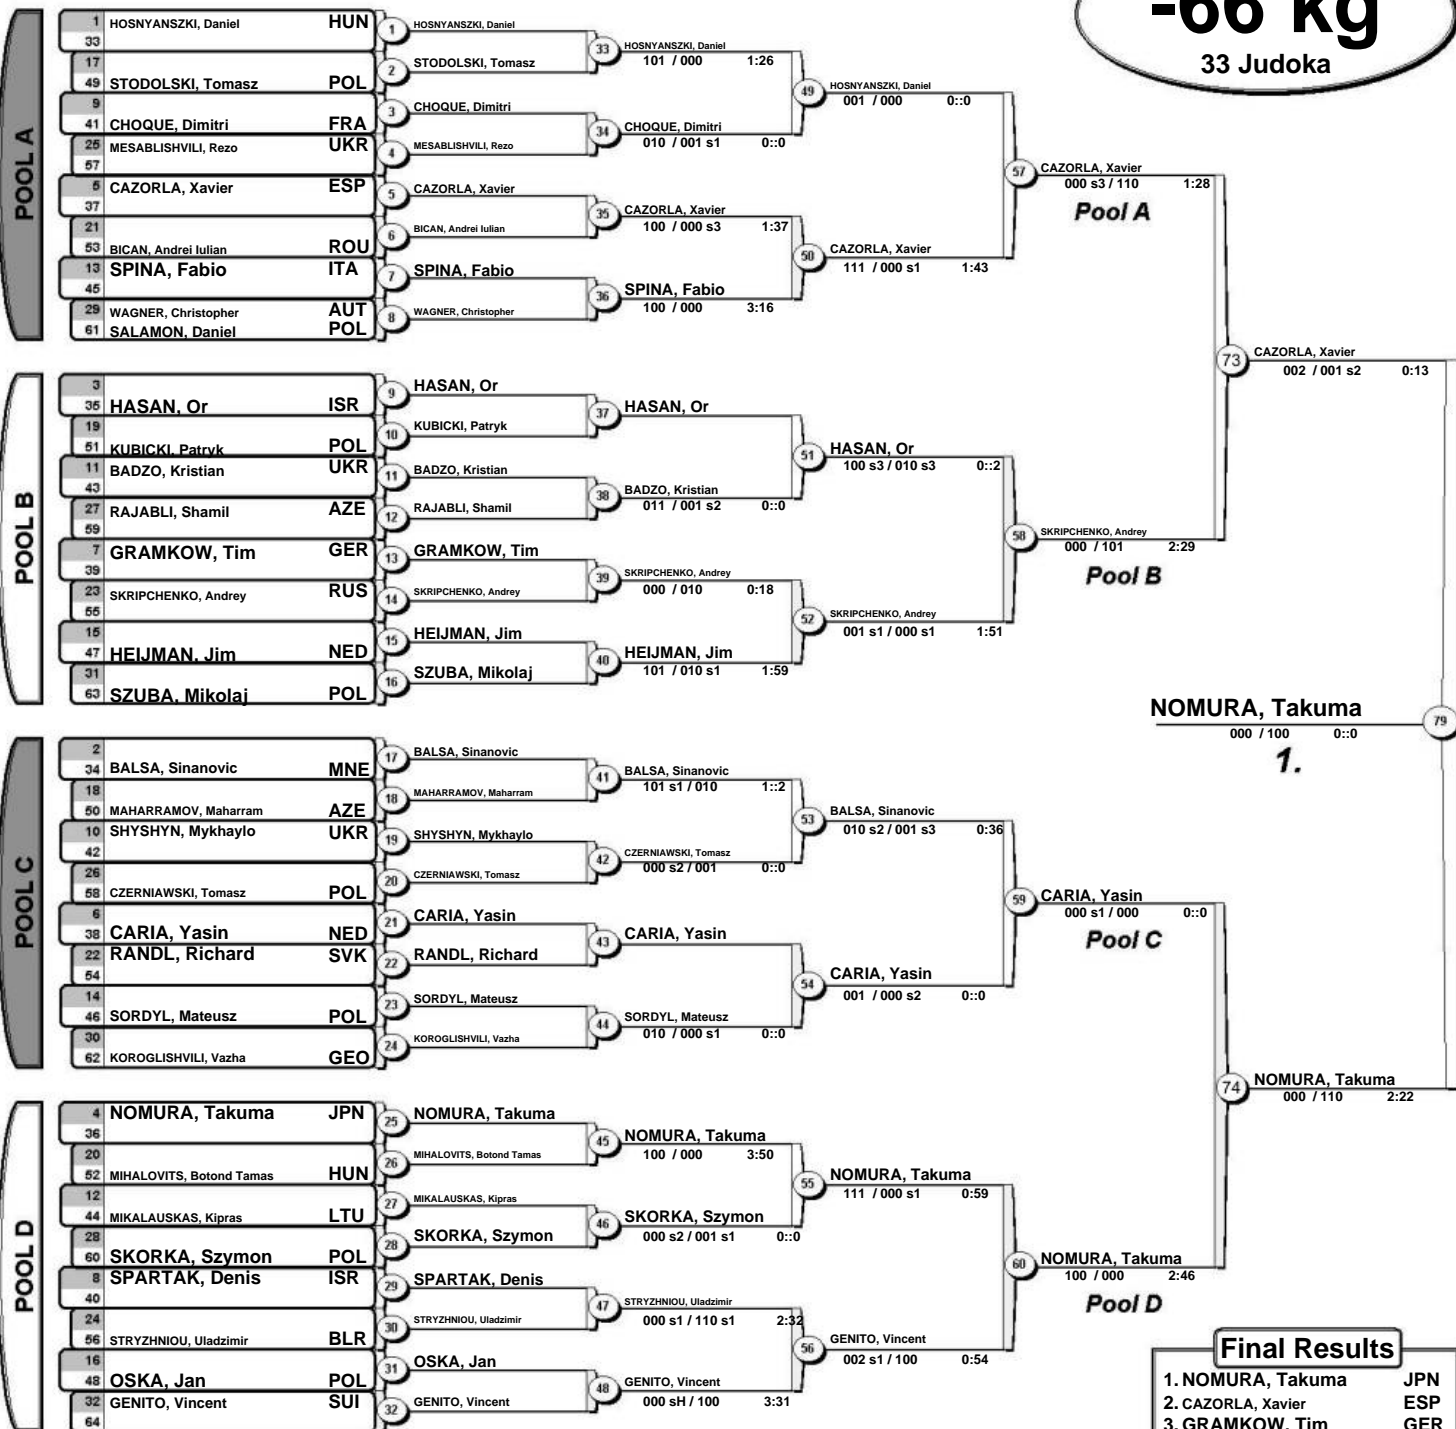 -66 kg
33 Judoka
POOL A
1 HOSNYANSZKI, Daniel HUN
33
17
49 STODOLSKI, Tomasz POL
9
41 CHOQUE, Dimitri FRA
25 MESABLISHVILI, Rezo UKR
57
5 CAZORLA, Xavier ESP
37
21
53 BICAN, Andrei Iulian ROU
13 SPINA, Fabio ITA
45
29 WAGNER, Christopher AUT
61 SALAMON, Daniel POL
1 HOSNYANSZKI, Daniel
2 STODOLSKI, Tomasz
3 CHOQUE, Dimitri
4 MESABLISHVILI, Rezo
5 CAZORLA, Xavier
6 BICAN, Andrei Iulian
7 SPINA, Fabio
8 WAGNER, Christopher
33 HOSNYANSZKI, Daniel
101 / 000 1:26
34 CHOQUE, Dimitri
010 / 001 s1 0::0
35 CAZORLA, Xavier
100 / 000 s3 1:37
36 SPINA, Fabio
100 / 000 3:16
49 HOSNYANSZKI, Daniel
001 / 000 0::0
50 CAZORLA, Xavier
111 / 000 s1 1:43
57 CAZORLA, Xavier
000 s3 / 110 1:28
Pool A
POOL B
3
35 HASAN, Or ISR
19
51 KUBICKI, Patryk POL
11 BADZO, Kristian UKR
43
27 RAJABLI, Shamil AZE
59
7 GRAMKOW, Tim GER
39
23 SKRIPCHENKO, Andrey RUS
55
15
47 HEIJMAN, Jim NED
31
63 SZUBA, Mikolaj POL
9 HASAN, Or
10 KUBICKI, Patryk
11 BADZO, Kristian
12 RAJABLI, Shamil
13 GRAMKOW, Tim
14 SKRIPCHENKO, Andrey
15 HEIJMAN, Jim
16 SZUBA, Mikolaj
37 HASAN, Or
38 BADZO, Kristian
011 / 001 s2 0::0
39 SKRIPCHENKO, Andrey
000 / 010 0:18
40 HEIJMAN, Jim
101 / 010 s1 1:59
51 HASAN, Or
100 s3 / 010 s3 0::2
52 SKRIPCHENKO, Andrey
001 s1 / 000 s1 1:51
58 SKRIPCHENKO, Andrey
000 / 101 2:29
Pool B
73 CAZORLA, Xavier
002 / 001 s2 0:13
NOMURA, Takuma 79
000 / 100 0::0
1.
POOL C
2
34 BALSA, Sinanovic MNE
18
50 MAHARRAMOV, Maharram AZE
10 SHYSHYN, Mykhaylo UKR
42
26
58 CZERNIAWSKI, Tomasz POL
6
38 CARIA, Yasin NED
22 RANDL, Richard SVK
54
14
46 SORDYL, Mateusz POL
30
62 KOROGLISHVILI, Vazha GEO
17 BALSA, Sinanovic
18 MAHARRAMOV, Maharram
19 SHYSHYN, Mykhaylo
20 CZERNIAWSKI, Tomasz
21 CARIA, Yasin
22 RANDL, Richard
23 SORDYL, Mateusz
24 KOROGLISHVILI, Vazha
41 BALSA, Sinanovic
101 s1 / 010 1::2
42 CZERNIAWSKI, Tomasz
000 s2 / 001 0::0
43 CARIA, Yasin
44 SORDYL, Mateusz
010 / 000 s1 0::0
53 BALSA, Sinanovic
010 s2 / 001 s3 0:36
54 CARIA, Yasin
001 / 000 s2 0::0
59 CARIA, Yasin
000 s1 / 000 0::0
Pool C
POOL D
4 NOMURA, Takuma JPN
36
20
52 MIHALOVITS, Botond Tamas HUN
12
44 MIKALAUSKAS, Kipras LTU
28
60 SKORKA, Szymon POL
8 SPARTAK, Denis ISR
40
24
56 STRYZHNIOU, Uladzimir BLR
16
48 OSKA, Jan POL
32 GENITO, Vincent SUI
64
25 NOMURA, Takuma
26 MIHALOVITS, Botond Tamas
27 MIKALAUSKAS, Kipras
28 SKORKA, Szymon
29 SPARTAK, Denis
30 STRYZHNIOU, Uladzimir
31 OSKA, Jan
32 GENITO, Vincent
45 NOMURA, Takuma
100 / 000 3:50
46 SKORKA, Szymon
000 s2 / 001 s1 0::0
47 STRYZHNIOU, Uladzimir
000 s1 / 110 s1 2:32
48 GENITO, Vincent
000 sH / 100 3:31
55 NOMURA, Takuma
111 / 000 s1 0:59
56 GENITO, Vincent
002 s1 / 100 0:54
60 NOMURA, Takuma
100 / 000 2:46
Pool D
74 NOMURA, Takuma
000 / 110 2:22
Final Results
1. NOMURA, Takuma JPN
2. CAZORLA, Xavier ESP
3. GRAMKOW, Tim GER